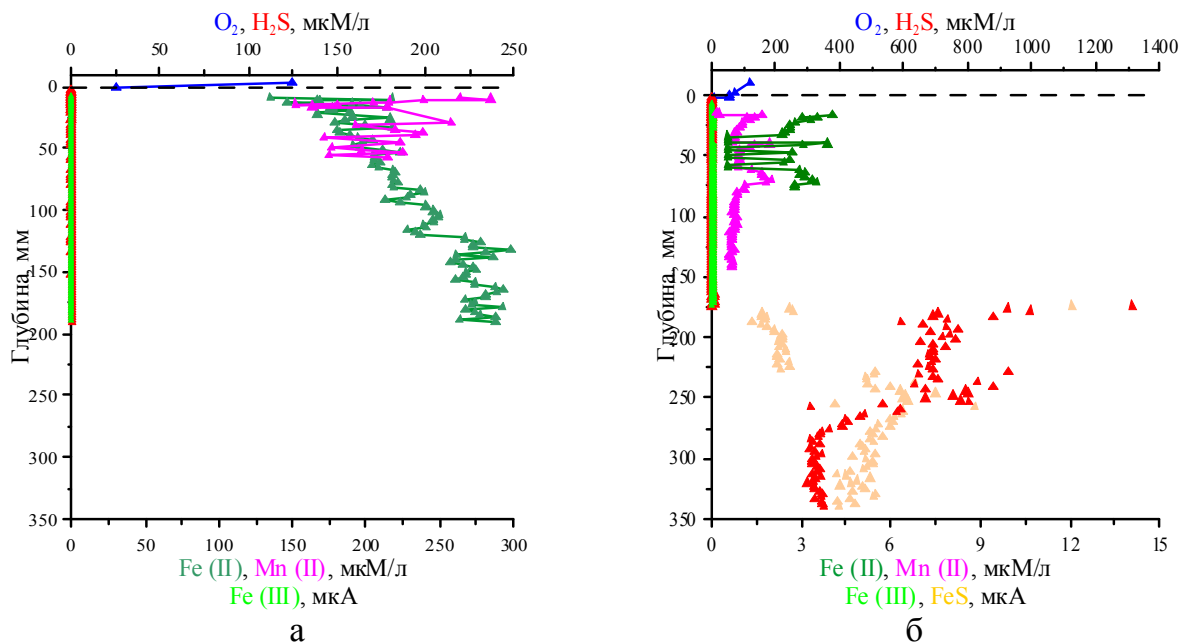 O₂, H₂S, мкМ/л
0 50 100 150 200 250
Глубина, мм
0
50
100
150
200
250
300
350
0 50 100 150 200 250 300
Fe (II), Mn (II), мкМ/л
Fe (III), мкА
а
O₂, H₂S, мкМ/л
0 200 400 600 800 1000 1200 1400
Глубина, мм
0
50
100
150
200
250
300
350
0 3 6 9 12 15
Fe (II), Mn (II), мкМ/л
Fe (III), FeS, мкА
б